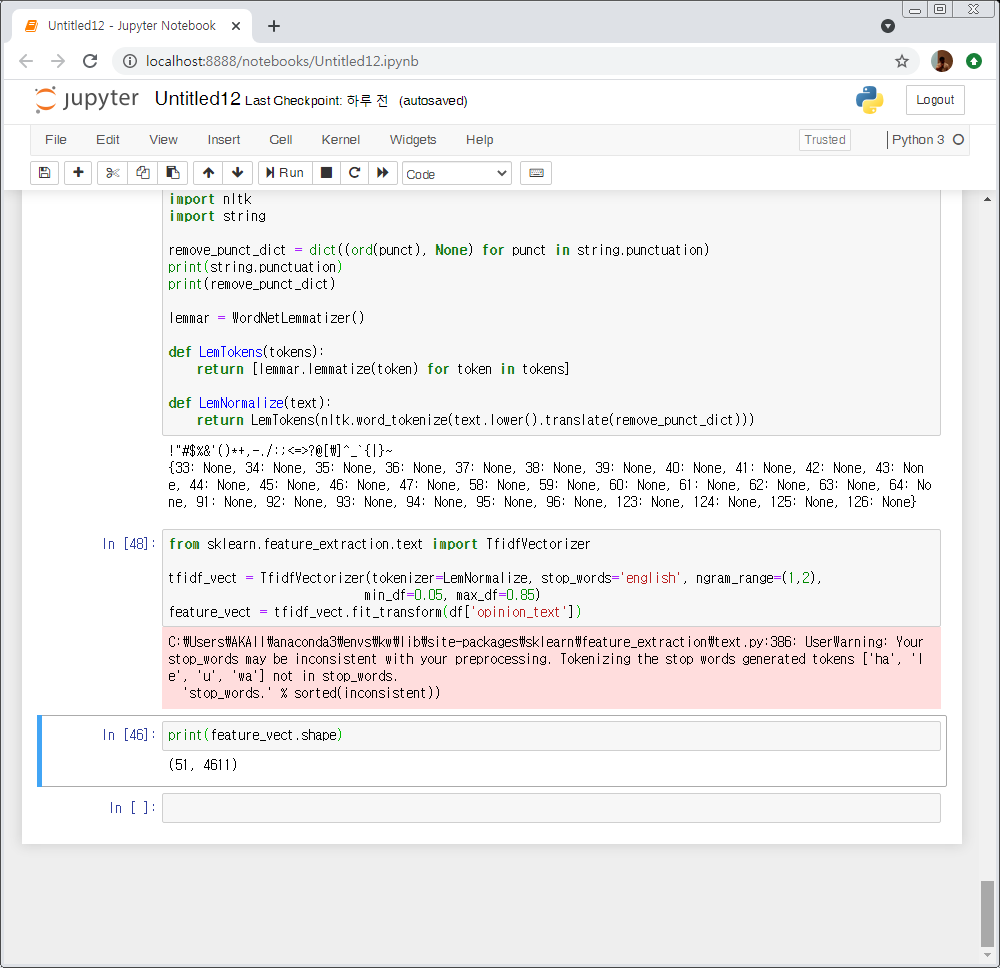 Untitled12 - Jupyter Notebook
localhost:8888/notebooks/Untitled12.ipynb
jupyter Untitled12 Last Checkpoint: 하루 전 (autosaved)
Logout
File Edit View Insert Cell Kernel Widgets Help Trusted Python 3
Run Code
import nltk
import string
remove_punct_dict = dict((ord(punct), None) for punct in string.punctuation)
print(string.punctuation)
print(remove_punct_dict)
lemmar = WordNetLemmatizer()
def LemTokens(tokens):
    return [lemmar.lemmatize(token) for token in tokens]
def LemNormalize(text):
    return LemTokens(nltk.word_tokenize(text.lower().translate(remove_punct_dict)))
!"#$%&'()*+,-./:;<=>?@[₩]^_`{|}~
{33: None, 34: None, 35: None, 36: None, 37: None, 38: None, 39: None, 40: None, 41: None, 42: None, 43: Non
e, 44: None, 45: None, 46: None, 47: None, 58: None, 59: None, 60: None, 61: None, 62: None, 63: None, 64: No
ne, 91: None, 92: None, 93: None, 94: None, 95: None, 96: None, 123: None, 124: None, 125: None, 126: None}
In [48]: from sklearn.feature_extraction.text import TfidfVectorizer
tfidf_vect = TfidfVectorizer(tokenizer=LemNormalize, stop_words='english', ngram_range=(1,2),
                             min_df=0.05, max_df=0.85)
feature_vect = tfidf_vect.fit_transform(df['opinion_text'])
C:₩Users₩AKAII₩anaconda3₩envs₩kw₩lib₩site-packages₩sklearn₩feature_extraction₩text.py:386: UserWarning: Your
stop_words may be inconsistent with your preprocessing. Tokenizing the stop words generated tokens ['ha', 'l
e', 'u', 'wa'] not in stop_words.
  'stop_words.' % sorted(inconsistent))
In [46]: print(feature_vect.shape)
(51, 4611)
In [ ]: